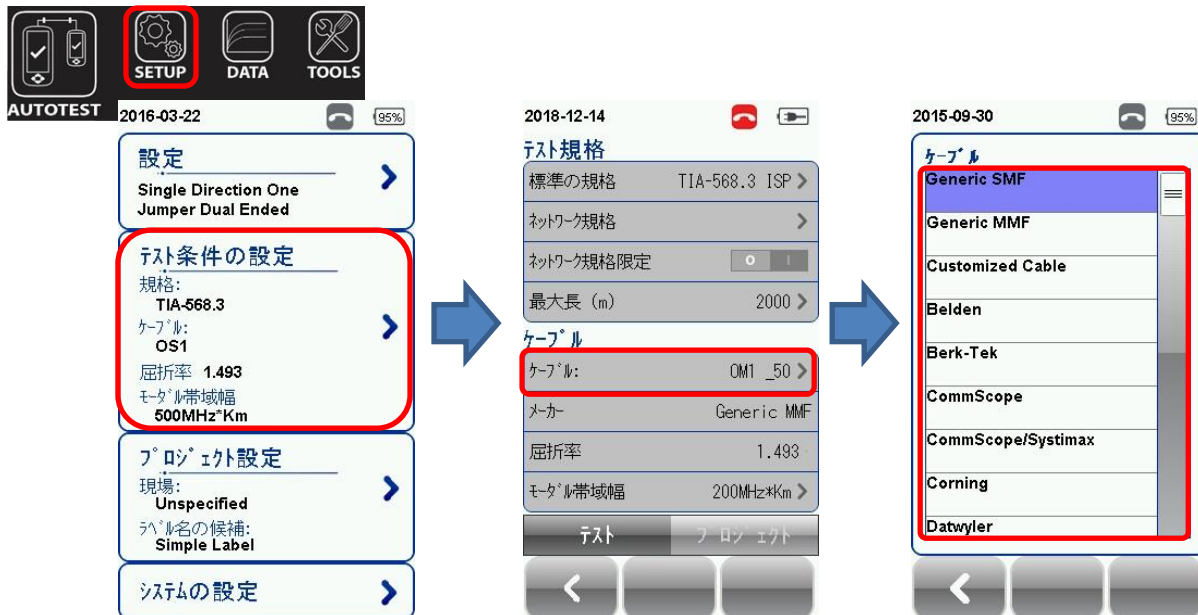 AUTOTEST
SETUP
DATA
TOOLS
2016-03-22
95%
設定
Single Direction One
Jumper Dual Ended
テスト条件の設定
規格:
TIA-568.3
ケーブル:
OS1
屈折率 1.493
モーダル帯域幅
500MHz*Km
プロジェクト設定
現場:
Unspecified
ラベル名の候補:
Simple Label
システムの設定
2018-12-14
テスト規格
標準の規格 TIA-568.3 ISP
ネットワーク規格
ネットワーク規格限定 O I
最大長 (m) 2000
ケーブル
ケーブル: OM1 _50
メーカー Generic MMF
屈折率 1.493
モーダル帯域幅 200MHz*Km
テスト プロジェクト
2015-09-30
95%
ケーブル
Generic SMF
Generic MMF
Customized Cable
Belden
Berk-Tek
CommScope
CommScope/Systimax
Corning
Datwyler